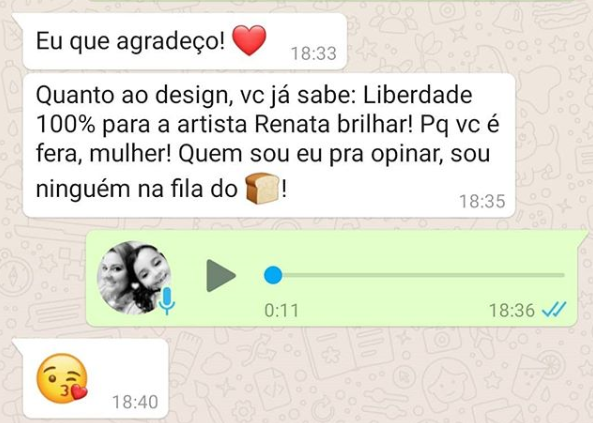 Eu que agradeço! ❤️
18:33
Quanto ao design, vc já sabe: Liberdade
100% para a artista Renata brilhar! Pq vc é
fera, mulher! Quem sou eu pra opinar, sou
ninguém na fila do 🍞!
18:35
0:11
18:36
😘
18:40